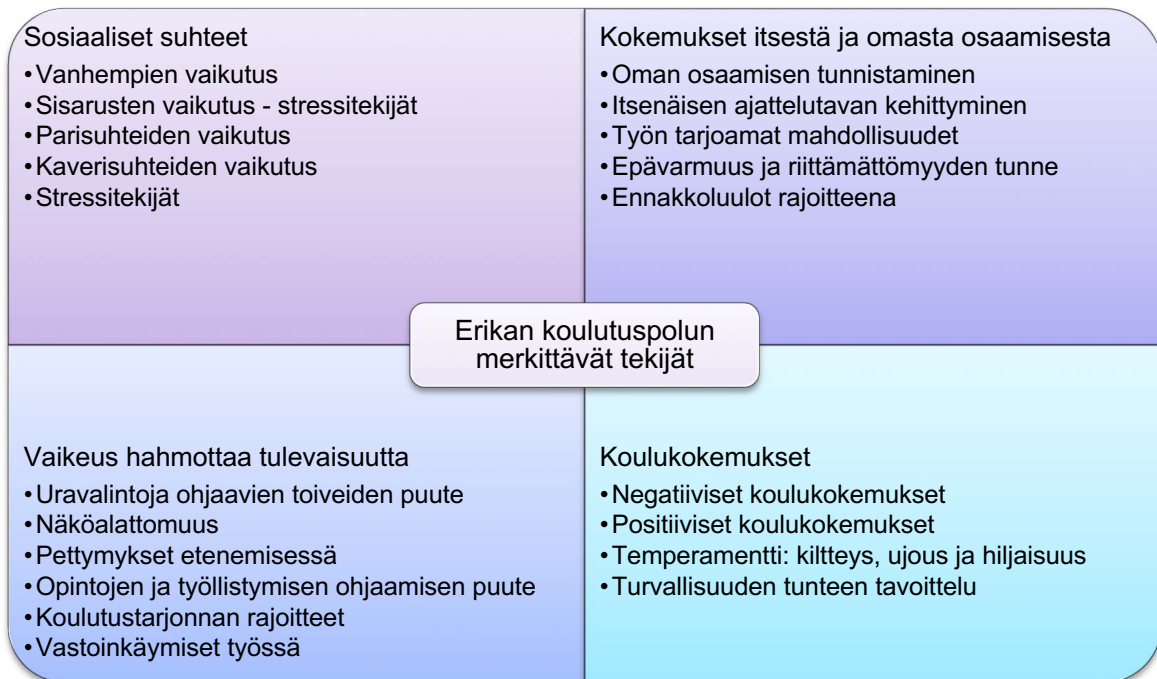 Sosiaaliset suhteet
•Vanhempien vaikutus
•Sisarusten vaikutus - stressitekijät
•Parisuhteiden vaikutus
•Kaverisuhteiden vaikutus
•Stressitekijät
Kokemukset itsestä ja omasta osaamisesta
•Oman osaamisen tunnistaminen
•Itsenäisen ajattelutavan kehittyminen
•Työn tarjoamat mahdollisuudet
•Epävarmuus ja riittämättömyyden tunne
•Ennakkoluulot rajoitteena
Erikan koulutuspolun
merkittävät tekijät
Vaikeus hahmottaa tulevaisuutta
•Uravalintoja ohjaavien toiveiden puute
•Näköalattomuus
•Pettymykset etenemisessä
•Opintojen ja työllistymisen ohjaamisen puute
•Koulutustarjonnan rajoitteet
•Vastoinkäymiset työssä
Koulukokemukset
•Negatiiviset koulukokemukset
•Positiiviset koulukokemukset
•Temperamentti: kiltteys, ujous ja hiljaisuus
•Turvallisuuden tunteen tavoittelu